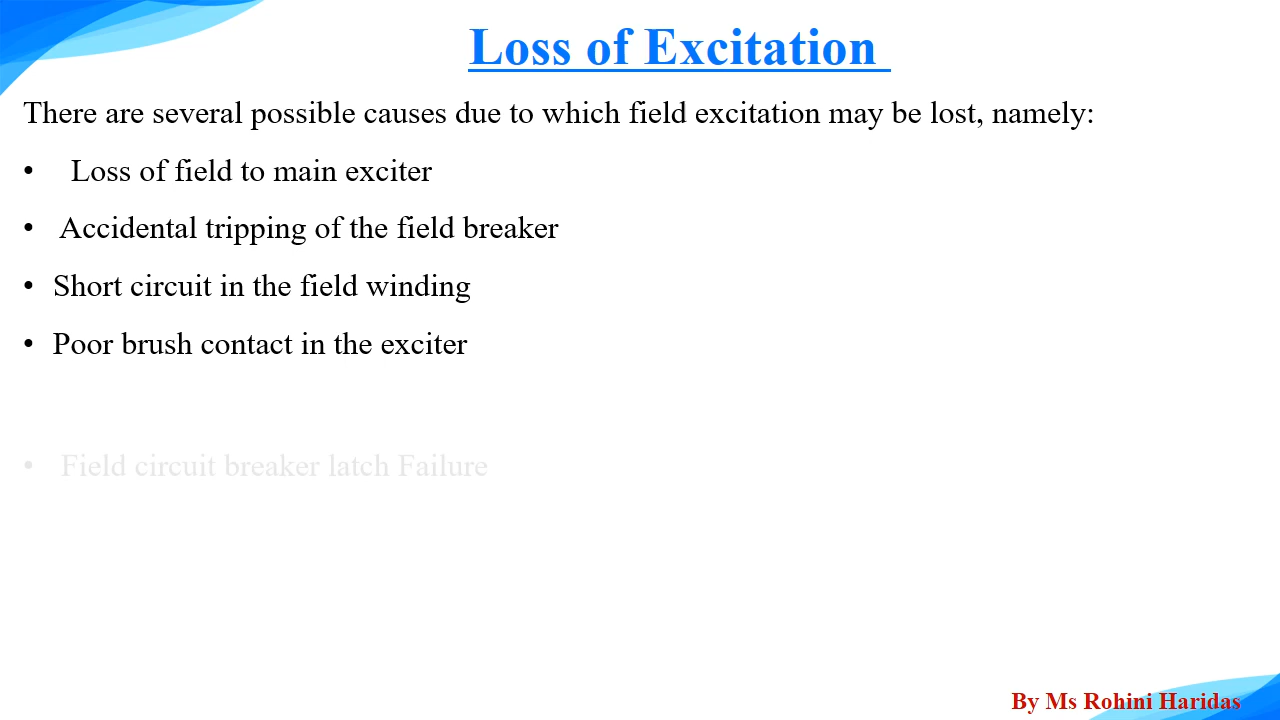 Loss of Excitation
There are several possible causes due to which field excitation may be lost, namely:
• Loss of field to main exciter
• Accidental tripping of the field breaker
• Short circuit in the field winding
• Poor brush contact in the exciter
• Field circuit breaker latch Failure
By Ms Rohini Haridas